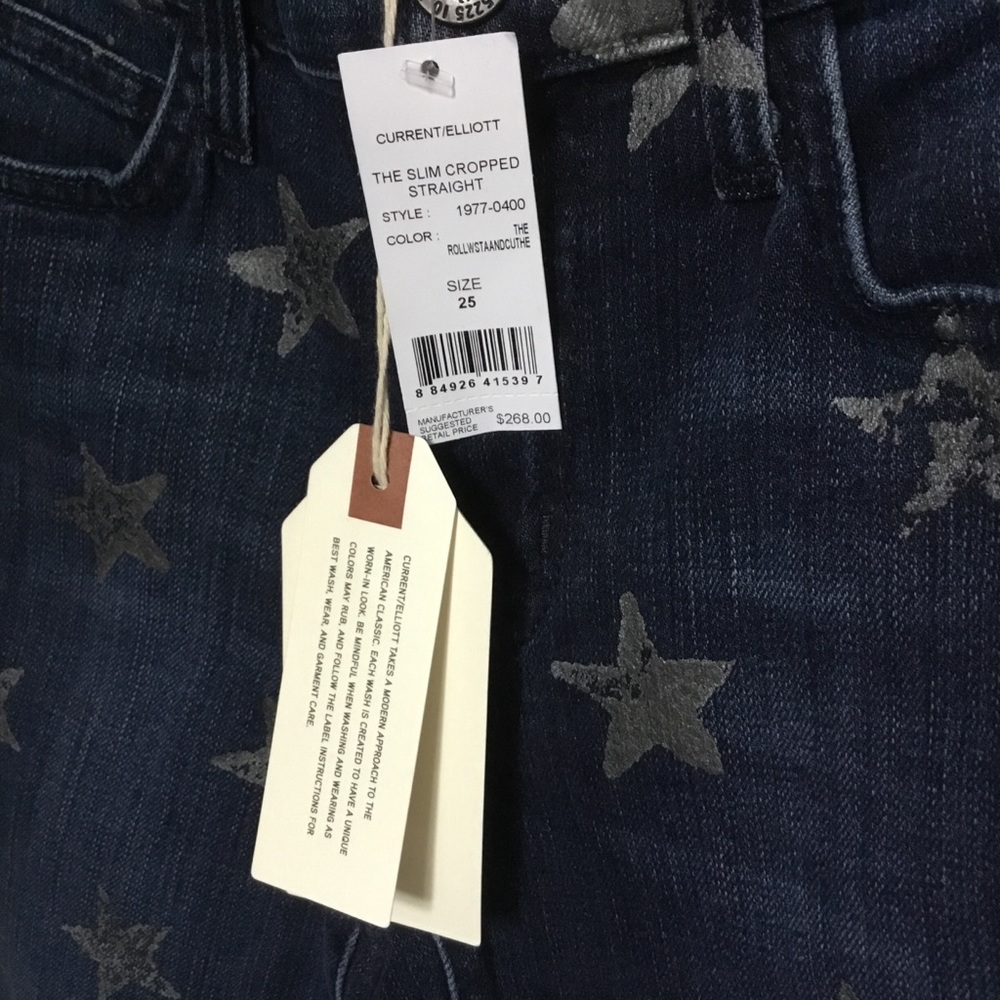 5225 10
CURRENT/ELLIOTT
THE SLIM CROPPED
STRAIGHT
STYLE : 1977-0400
COLOR : THE
ROLLWSTAANDCUTHE
SIZE
25
8 84926 41539 7
MANUFACTURER'S
SUGGESTED
RETAIL PRICE
$268.00
CURRENT/ELLIOTT TAKES A MODERN APPROACH TO THE
AMERICAN CLASSIC. EACH WASH IS CREATED TO HAVE A UNIQUE
WORN-IN LOOK. BE MINDFUL WHEN WASHING AND WEARING AS
COLORS MAY RUB, AND FOLLOW THE LABEL INSTRUCTIONS FOR
BEST WASH, WEAR, AND GARMENT CARE.